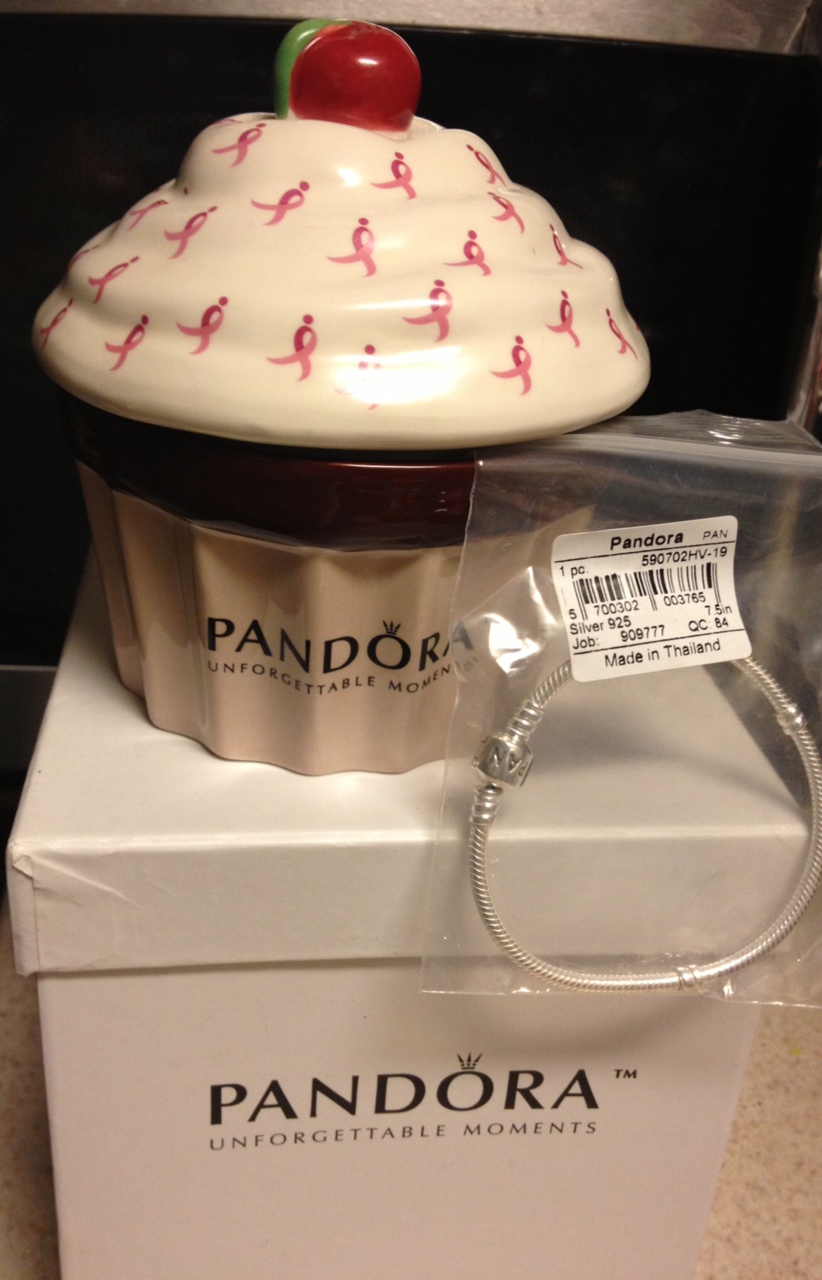 PANDORA
UNFORGETTABLE MOMENTS
Pandora PAN
590702HV-19
1 pc.
5 700302 003765
Silver 925 7.5in
Job: 909777 QC: 84
Made in Thailand
PAN
PANDORA™
UNFORGETTABLE MOMENTS